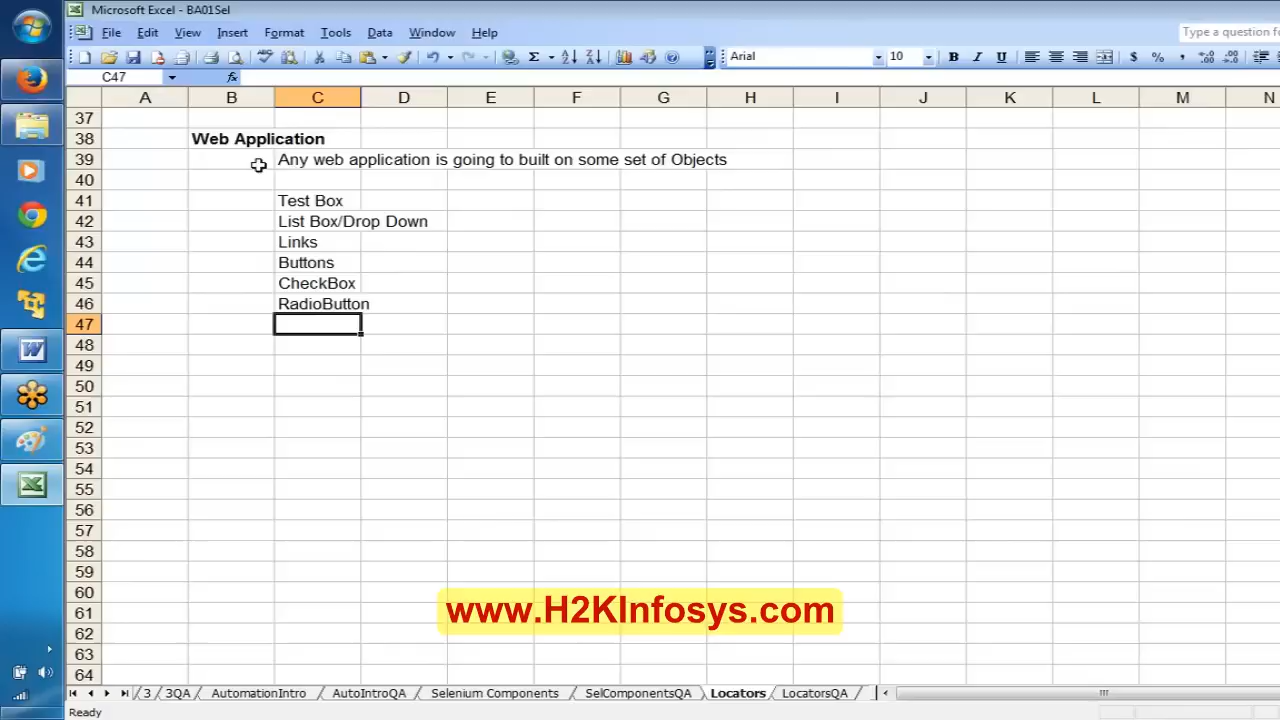 Microsoft Excel - BA01Sel
File Edit View Insert Format Tools Data Window Help Type a question fo
Arial 10 B I U $ % ,
C47 fx
A B C D E F G H I J K L M N
37
38 Web Application
39 Any web application is going to built on some set of Objects
40
41 Test Box
42 List Box/Drop Down
43 Links
44 Buttons
45 CheckBox
46 RadioButton
47
48
49
50
51
52
53
54
55
56
57
58
59
60
www.H2KInfosys.com
61
62
63
64
3 3QA AutomationIntro AutoIntroQA Selenium Components SelComponentsQA Locators LocatorsQA
Ready